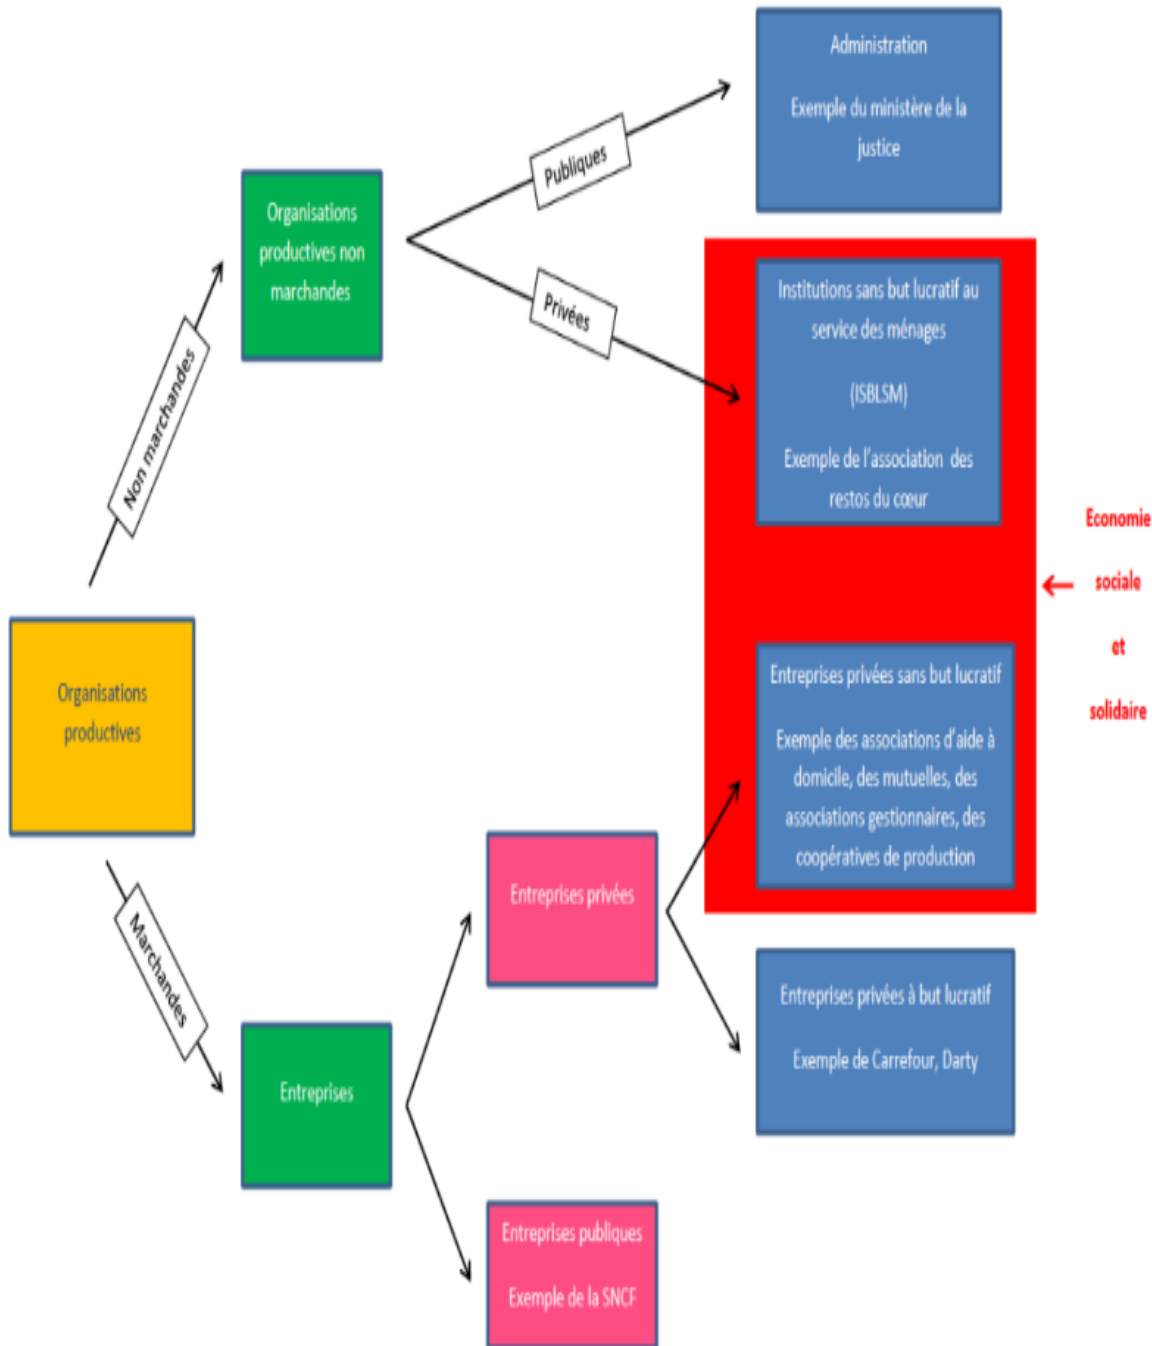 Administration
Exemple du ministère de la
justice
Publiques
Organisations
productives non
marchandes
Privées
Institutions sans but lucratif au
service des ménages
(ISBLSM)
Exemple de l'association des
restos du cœur
Non marchandes
Economie
sociale
et
solidaire
Organisations
productives
Entreprises privées sans but lucratif
Exemple des associations d'aide à
domicile, des mutuelles, des
associations gestionnaires, des
coopératives de production
Marchandes
Entreprises privées
Entreprises privées à but lucratif
Exemple de Carrefour, Darty
Entreprises
Entreprises publiques
Exemple de la SNCF